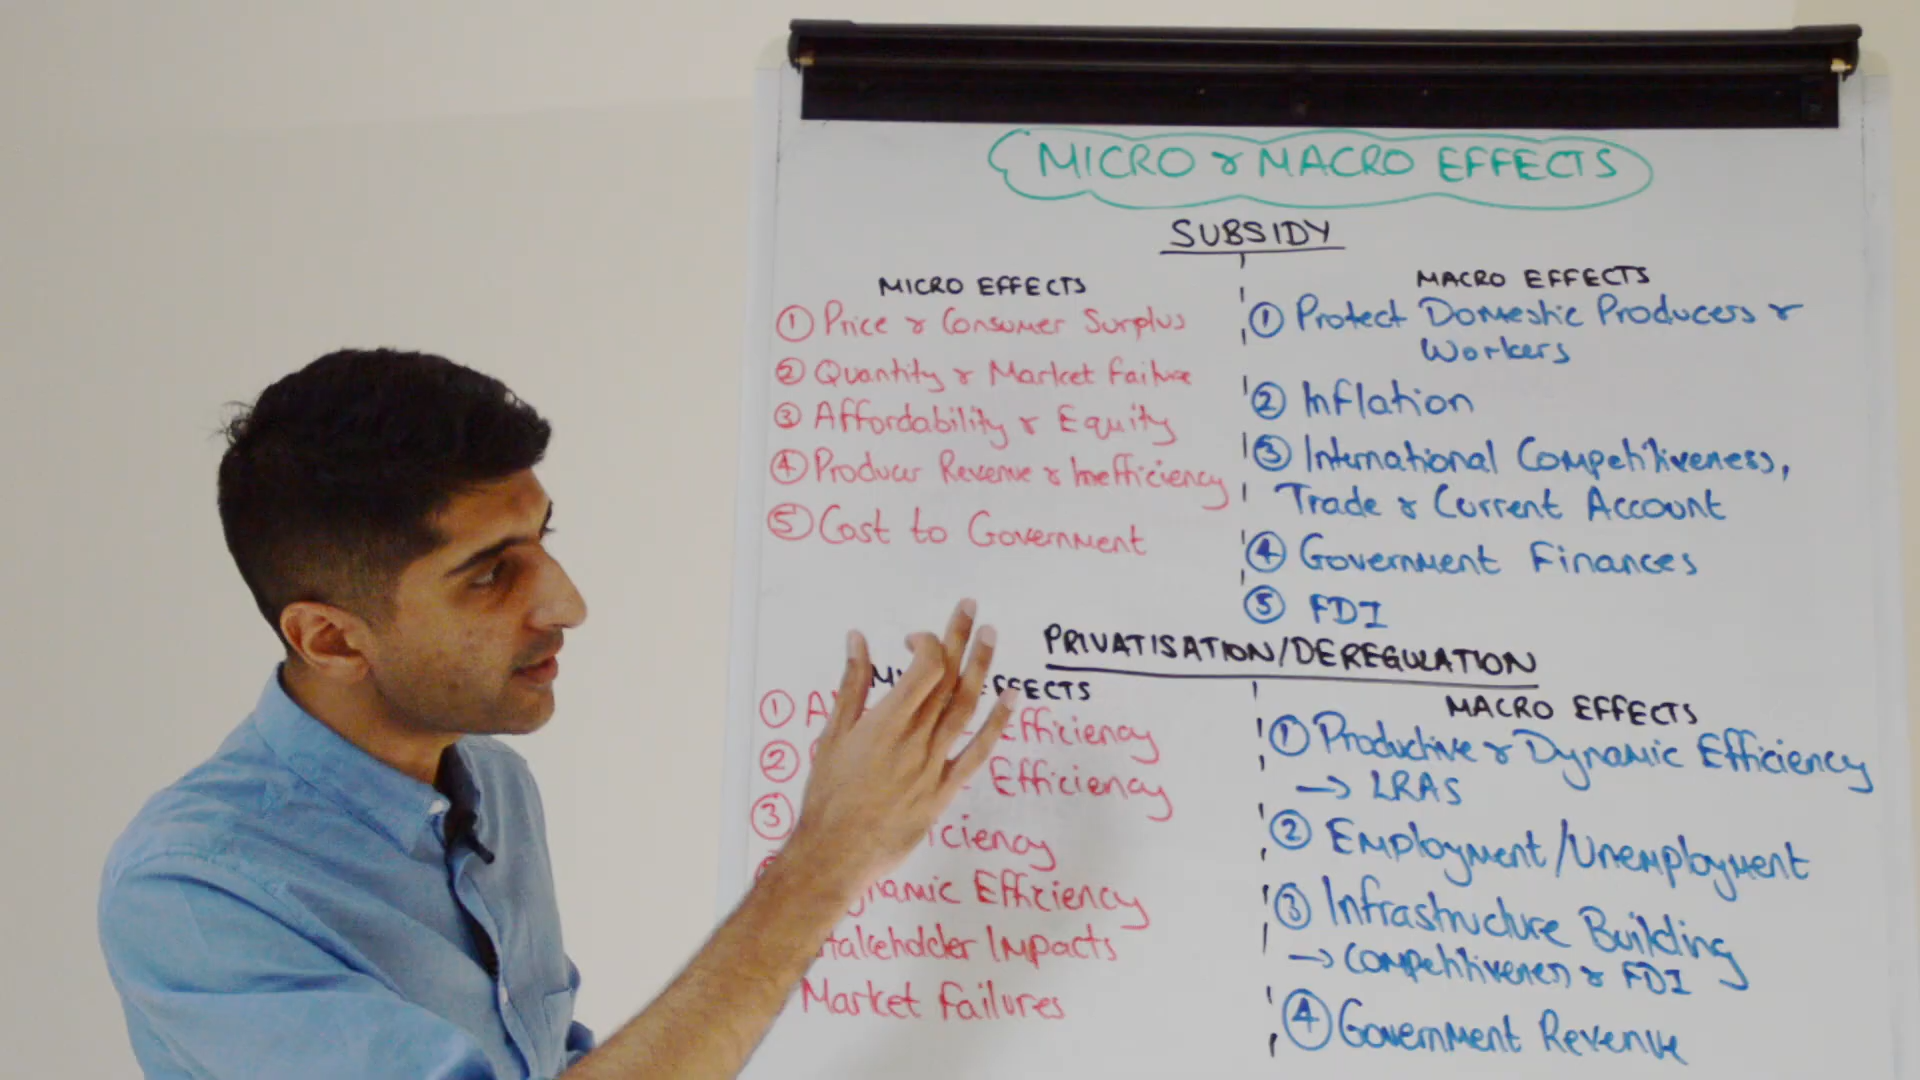 MICRO & MACRO EFFECTS
SUBSIDY
MICRO EFFECTS
① Price & Consumer Surplus
② Quantity & Market Failure
③ Affordability & Equity
④ Producer Revenue & Inefficiency
⑤ Cost to Government
MACRO EFFECTS
① Protect Domestic Producers &
Workers
② Inflation
③ International Competitiveness,
Trade & Current Account
④ Government Finances
⑤ FDI
PRIVATISATION/DEREGULATION
EFFECTS
① Efficiency
② Efficiency
③
Efficiency
Stakeholder Impacts
Market Failures
MACRO EFFECTS
① Productive & Dynamic Efficiency
→ LRAS
② Employment/Unemployment
③ Infrastructure Building
→ Competitiveness & FDI
④ Government Revenue